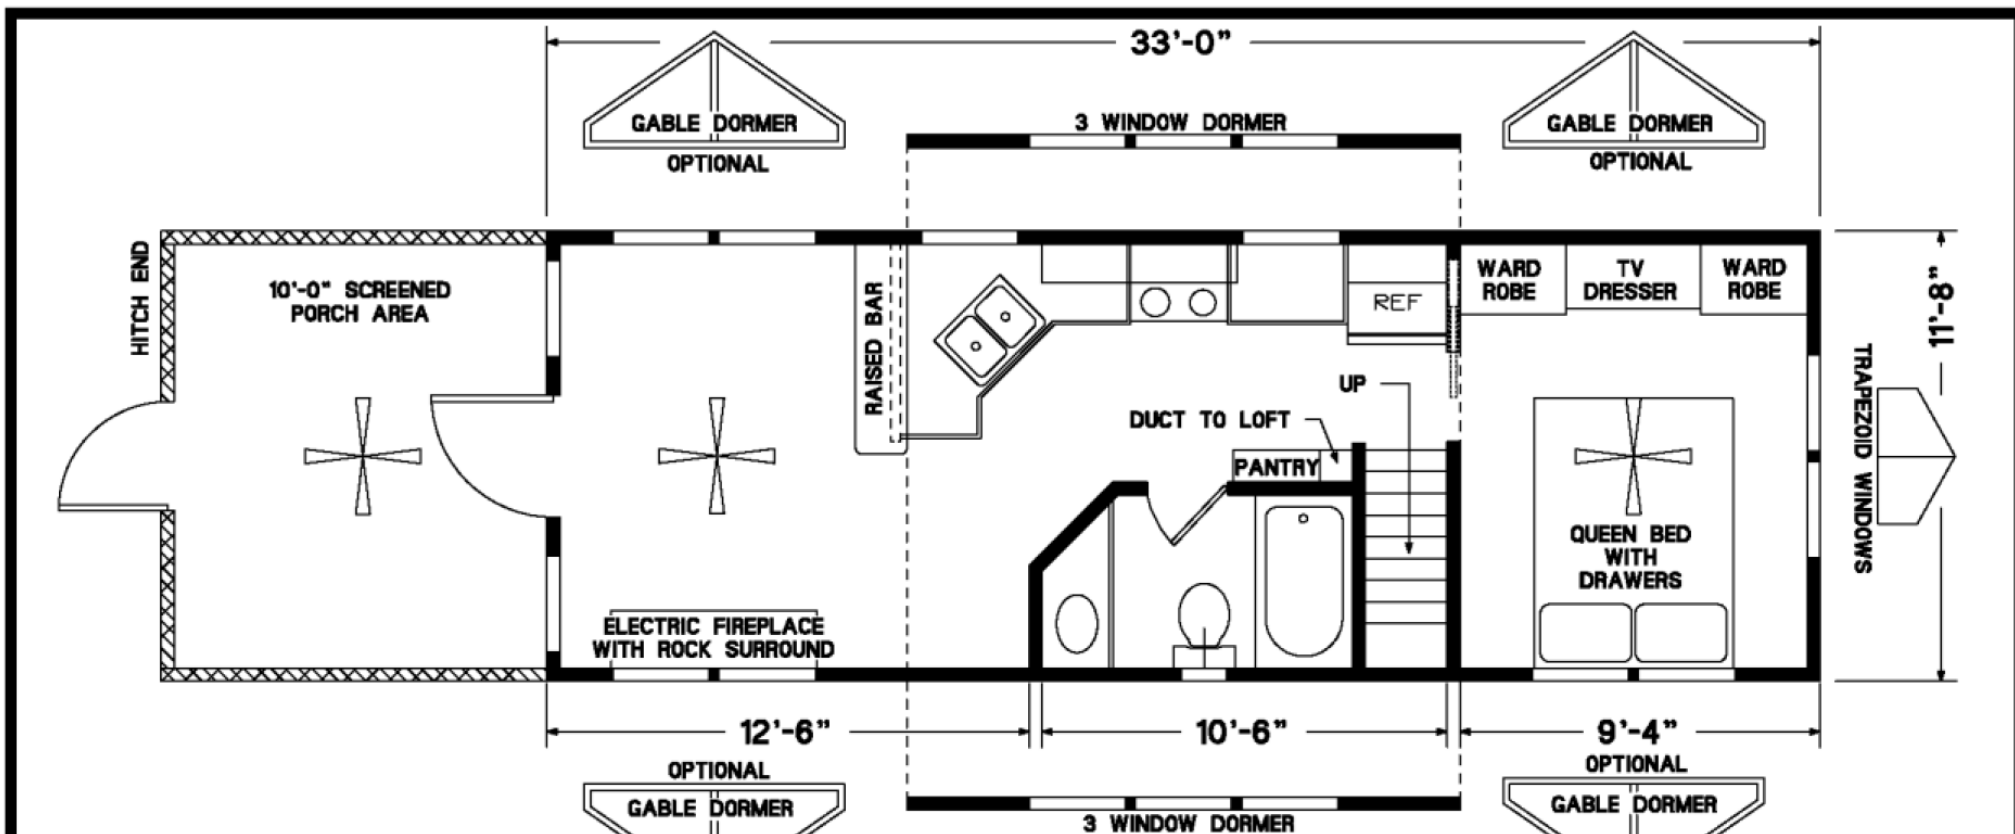 33'-0"
GABLE DORMER
OPTIONAL
3 WINDOW DORMER
GABLE DORMER
OPTIONAL
HITCH END
10'-0" SCREENED
PORCH AREA
RAISED BAR
REF
WARD
ROBE
TV
DRESSER
WARD
ROBE
11'-8"
TRAPEZOID WINDOWS
UP
DUCT TO LOFT
PANTRY
QUEEN BED
WITH
DRAWERS
ELECTRIC FIREPLACE
WITH ROCK SURROUND
12'-6"
10'-6"
9'-4"
OPTIONAL
GABLE DORMER
3 WINDOW DORMER
OPTIONAL
GABLE DORMER